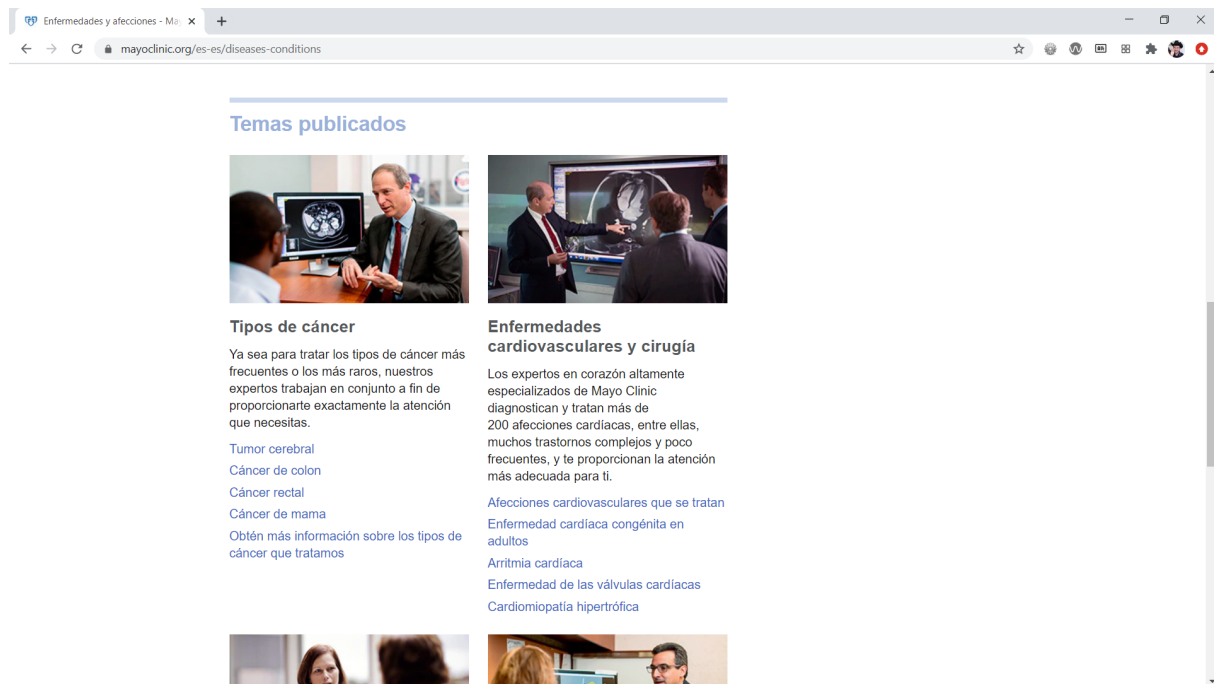 Enfermedades y afecciones - Ma
mayoclinic.org/es-es/diseases-conditions
Temas publicados
Tipos de cáncer
Ya sea para tratar los tipos de cáncer más
frecuentes o los más raros, nuestros
expertos trabajan en conjunto a fin de
proporcionarte exactamente la atención
que necesitas.
Tumor cerebral
Cáncer de colon
Cáncer rectal
Cáncer de mama
Obtén más información sobre los tipos de
cáncer que tratamos
Enfermedades
cardiovasculares y cirugía
Los expertos en corazón altamente
especializados de Mayo Clinic
diagnostican y tratan más de
200 afecciones cardíacas, entre ellas,
muchos trastornos complejos y poco
frecuentes, y te proporcionan la atención
más adecuada para ti.
Afecciones cardiovasculares que se tratan
Enfermedad cardíaca congénita en
adultos
Arritmia cardíaca
Enfermedad de las válvulas cardíacas
Cardiomiopatía hipertrófica